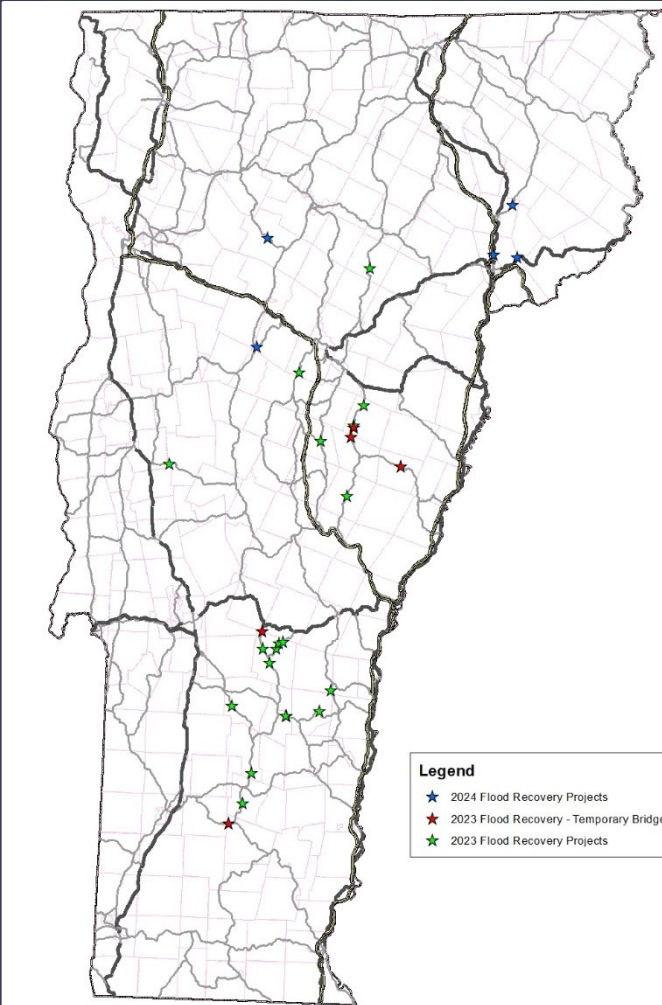 Legend
2024 Flood Recovery Projects
2023 Flood Recovery - Temporary Bridge
2023 Flood Recovery Projects